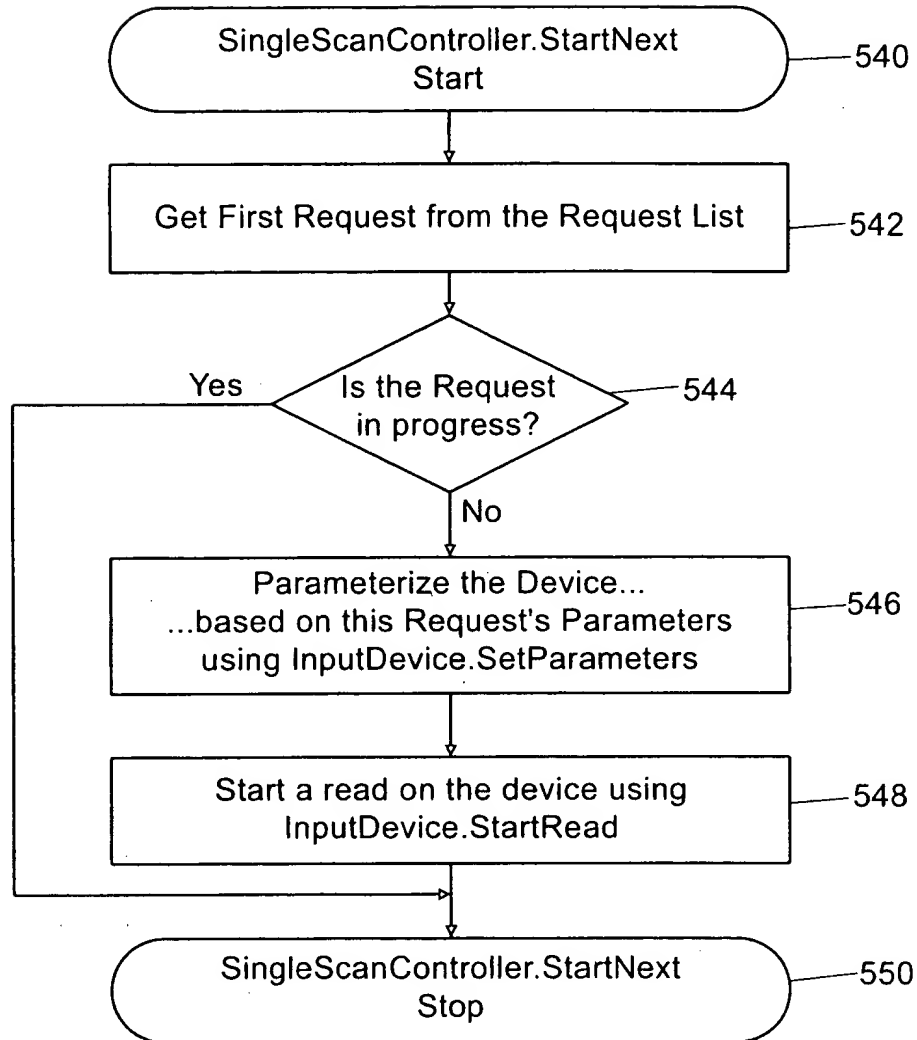 SingleScanController.StartNext
Start
540
Get First Request from the Request List
542
Is the Request
in progress?
544
Yes
No
Parameterize the Device...
...based on this Request's Parameters
using InputDevice.SetParameters
546
Start a read on the device using
InputDevice.StartRead
548
SingleScanController.StartNext
Stop
550